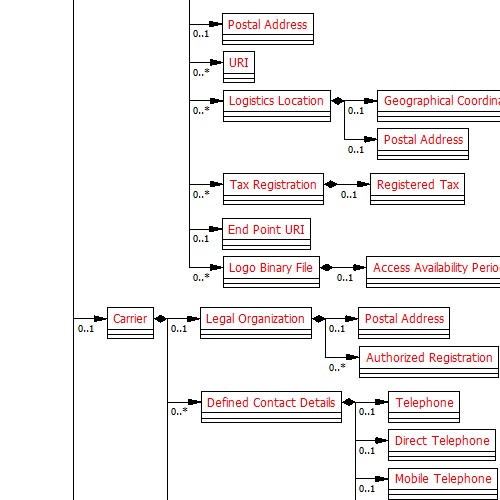 Postal Address
0..1
URI
0..*
Logistics Location
0..*
Geographical Coordina
0..1
Postal Address
0..1
Tax Registration
0..*
Registered Tax
0..1
End Point URI
0..1
Logo Binary File
0..*
Access Availability Perio
0..1
Carrier
0..1
Legal Organization
0..1
Postal Address
0..1
Authorized Registration
0..*
Defined Contact Details
0..*
Telephone
0..1
Direct Telephone
0..1
Mobile Telephone
0..1